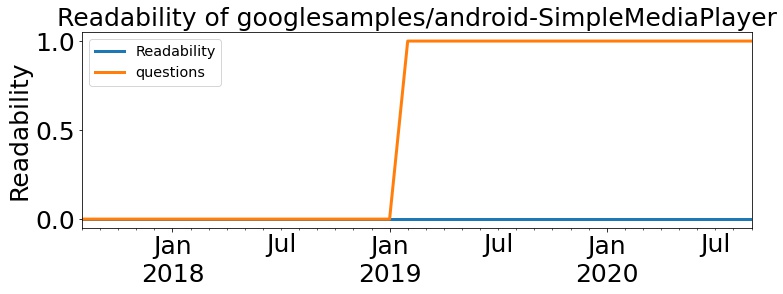 Readability of googlesamples/android-SimpleMediaPlayer
Readability
questions
Readability
1.0
0.5
0.0
Jan
2018
Jul
Jan
2019
Jul
Jan
2020
Jul